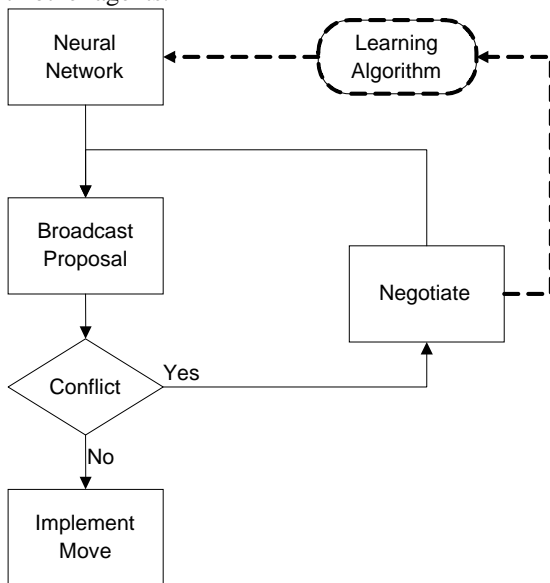 Neural
Network
Learning
Algorithm
Broadcast
Proposal
Negotiate
Conflict
Yes
No
Implement
Move